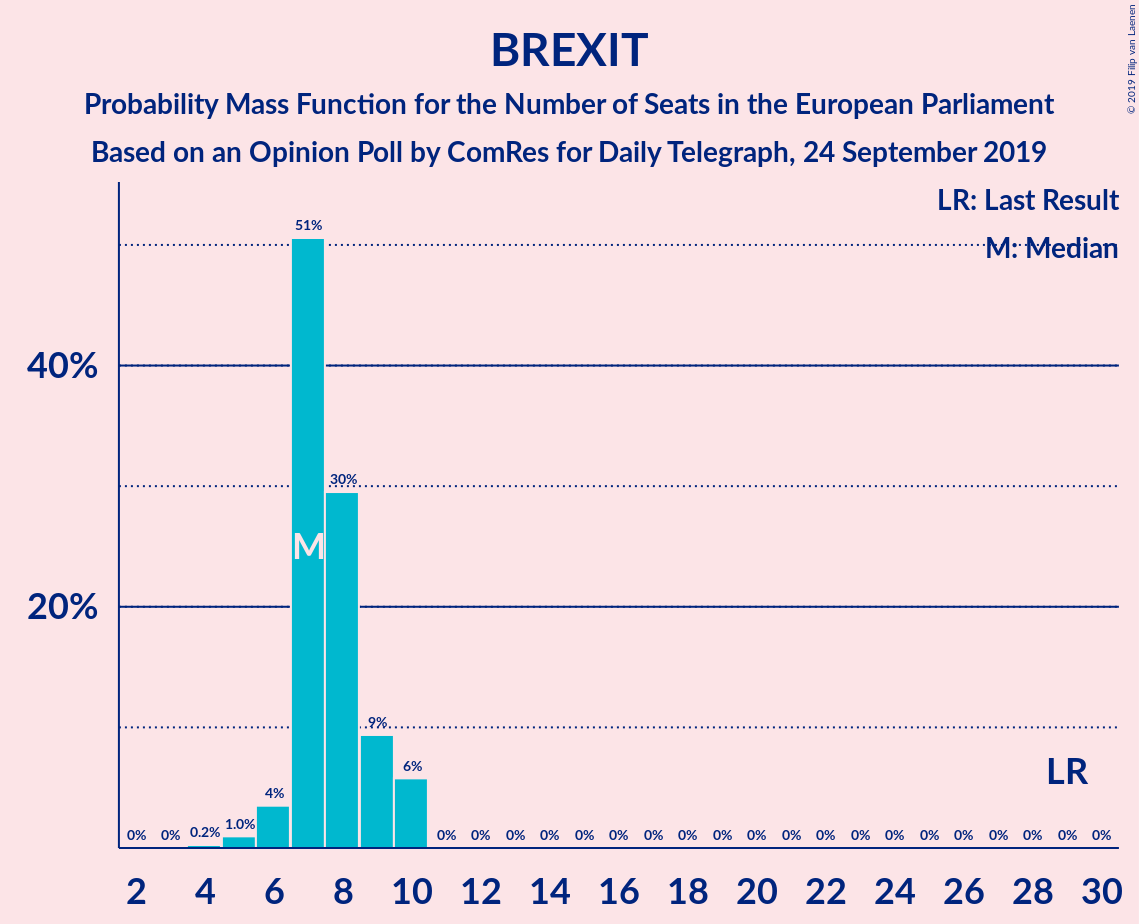 BREXIT
Probability Mass Function for the Number of Seats in the European Parliament
Based on an Opinion Poll by ComRes for Daily Telegraph, 24 September 2019
© 2019 Filip van Laenen
LR: Last Result
M: Median
40%
20%
0% 0% 0.2% 1.0% 4% 51% 30% 9% 6% 0% 0% 0% 0% 0% 0% 0% 0% 0% 0% 0% 0% 0% 0% 0% 0% 0% 0% 0% 0%
M
LR
2 4 6 8 10 12 14 16 18 20 22 24 26 28 30